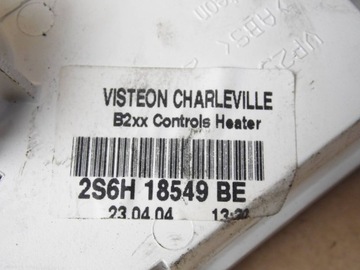 VISTEON CHARLEVILLE
B2xx Controls Heater
2S6H 18549 BE
23.04.04